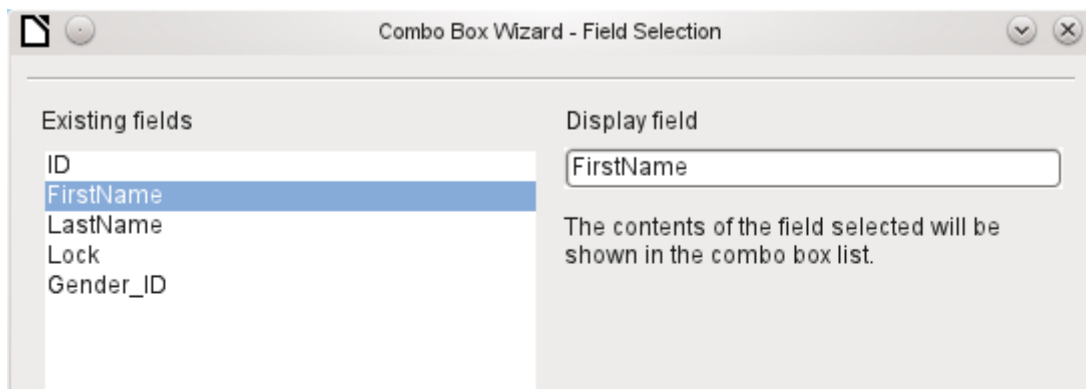 Combo Box Wizard - Field Selection
Existing fields
ID
FirstName
LastName
Lock
Gender_ID
Display field
FirstName
The contents of the field selected will be
shown in the combo box list.